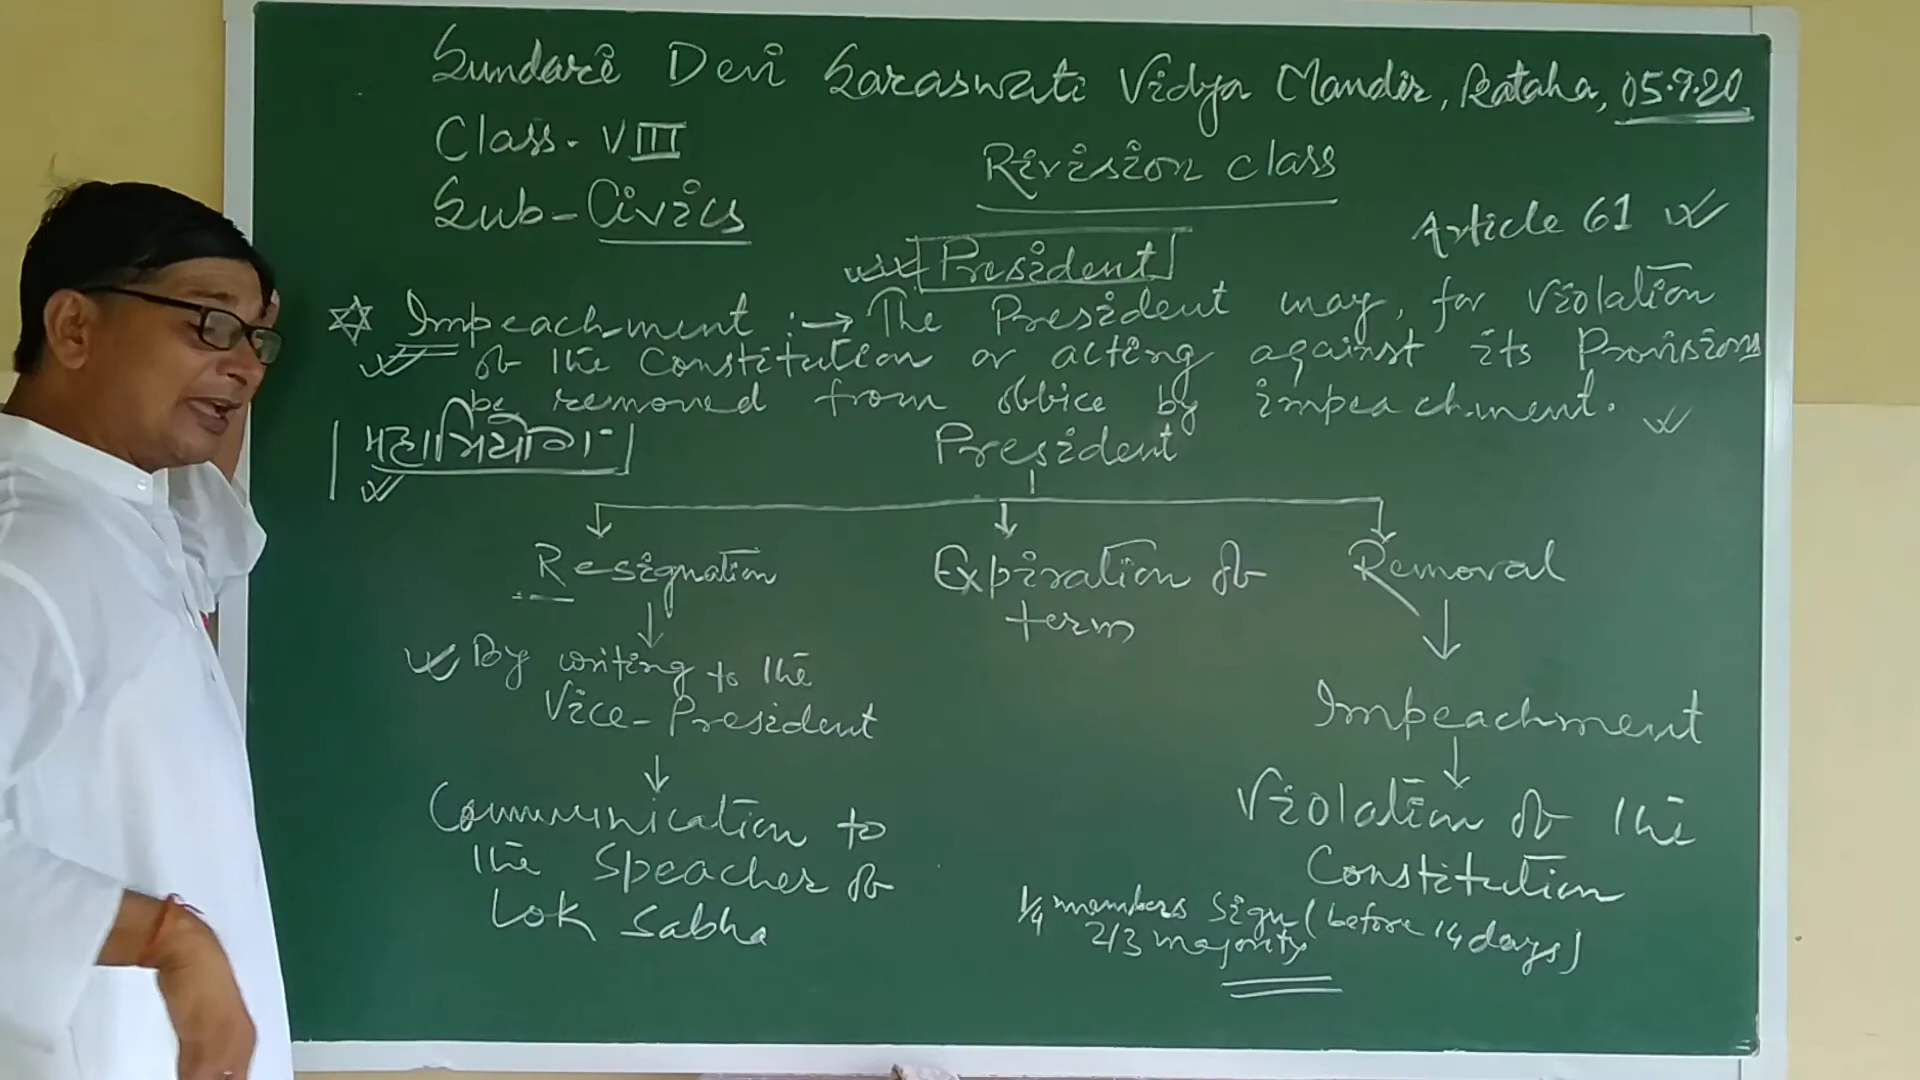 Sundari Devi Saraswati Vidya Mandir, Rataha, 05.9.20
Class - VIII
Rivision class
Sub - Civics
Article 61
President
Impeachment :→ The President may, for violation
of the Constitution or acting against its Provisions
be removed from office by impeachment.
महाभियोग
President
Resignation
Expiration of term
Removal
By writing to the
Vice-President
Impeachment
Communication to
the Speacher of
Lok Sabha
Violation of the
Constitution
1/4 members sign (before 14 days)
2/3 majority